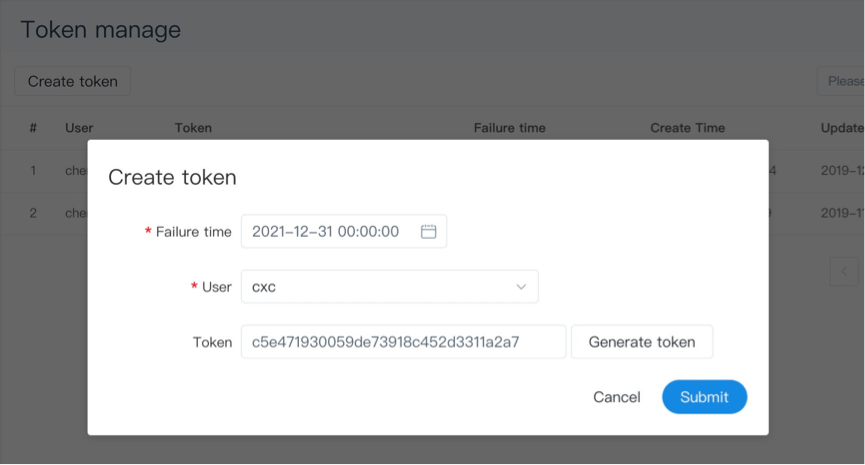 Token manage
Create token
Please
# User Token Failure time Create Time Update
1 che 4 2019-1
2 che 2019-1
Create token
* Failure time 2021-12-31 00:00:00
* User cxc
Token c5e471930059de73918c452d3311a2a7 Generate token
Cancel Submit